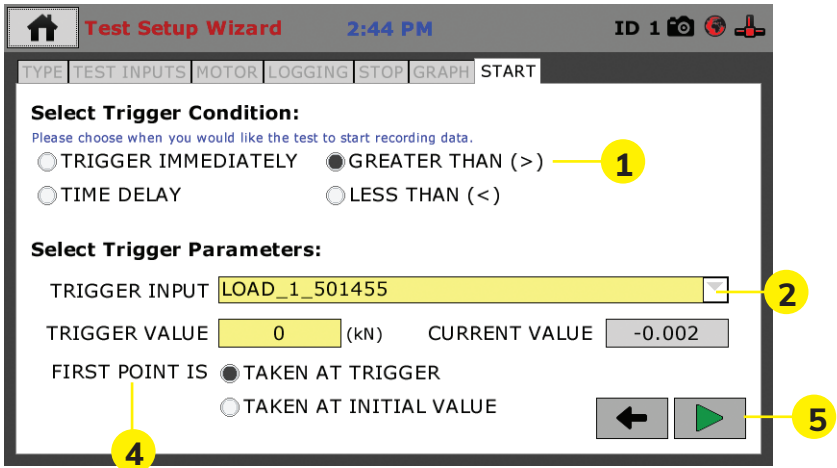 Test Setup Wizard 2:44 PM ID 1
TYPE TEST INPUTS MOTOR LOGGING STOP GRAPH START
Select Trigger Condition:
Please choose when you would like the test to start recording data.
TRIGGER IMMEDIATELY GREATER THAN (>) 1
TIME DELAY LESS THAN (<)
Select Trigger Parameters:
TRIGGER INPUT LOAD_1_501455 2
TRIGGER VALUE 0 (kN) CURRENT VALUE -0.002
FIRST POINT IS TAKEN AT TRIGGER
TAKEN AT INITIAL VALUE
5
4